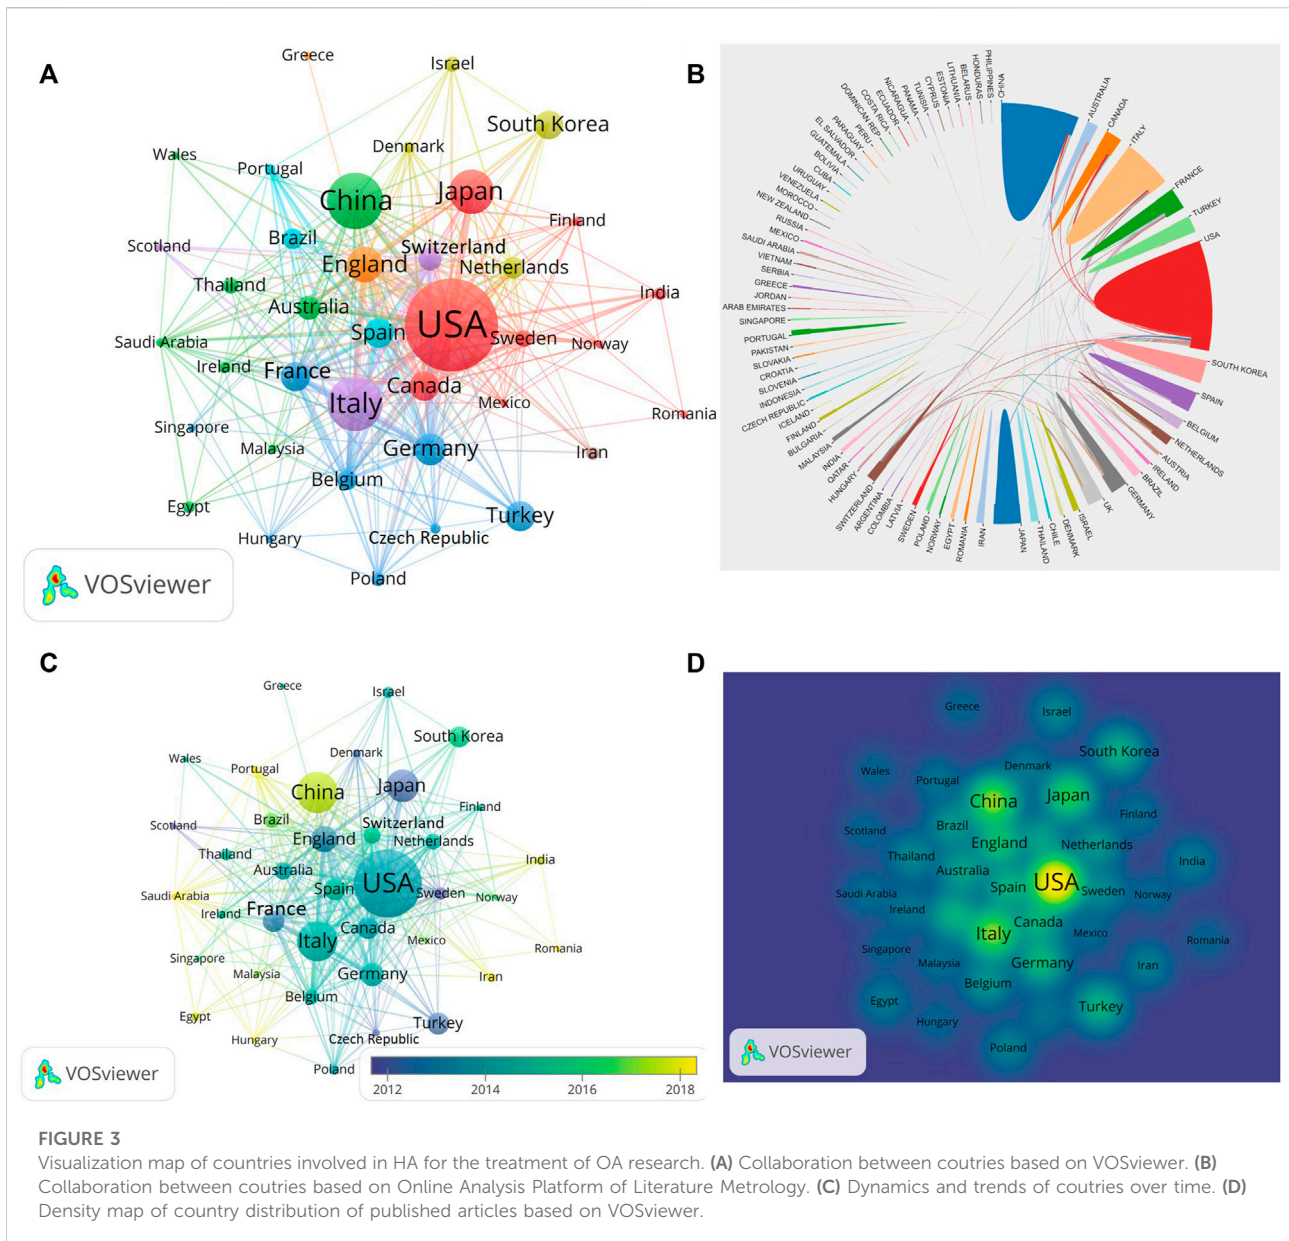 A
Greece
Israel
South Korea
Denmark
Wales
Portugal
China
Japan
Finland
Brazil
Scotland
Switzerland
England
Netherlands
Thailand
India
Australia
USA
Spain
Sweden
Norway
Saudi Arabia
Ireland
France
Canada
Italy
Mexico
Romania
Singapore
Malaysia
Germany
Iran
Belgium
Egypt
Turkey
Hungary
Czech Republic
Poland
VOSviewer
B
CHINA
AUSTRALIA
CANADA
ITALY
FRANCE
TURKEY
USA
SOUTH KOREA
SPAIN
BELGIUM
NETHERLANDS
AUSTRIA
IRELAND
BRAZIL
GERMANY
UK
ISRAEL
DENMARK
CHILE
THAILAND
JAPAN
IRAN
ROMANIA
EGYPT
NORWAY
POLAND
SWEDEN
LATVIA
COLOMBIA
ARGENTINA
SWITZERLAND
HUNGARY
QATAR
INDIA
MALAYSIA
BULGARIA
FINLAND
ICELAND
CZECH REPUBLIC
INDONESIA
SLOVENIA
CROATIA
SLOVAKIA
PAKISTAN
PORTUGAL
SINGAPORE
ARAB EMIRATES
JORDAN
GREECE
SERBIA
VIETNAM
SAUDI ARABIA
MEXICO
RUSSIA
NEW ZEALAND
MOROCCO
VENEZUELA
URUGUAY
CUBA
BOLIVIA
GUATEMALA
EL SALVADOR
PARAGUAY
PERU
DOMINICAN REP
COSTA RICA
ECUADOR
NICARAGUA
PANAMA
TUNISIA
CYPRUS
ESTONIA
LITHUANIA
BELARUS
HONDURAS
PHILIPPINES
C
Greece
Israel
South Korea
Denmark
Wales
Portugal
China
Japan
Finland
Brazil
Scotland
Switzerland
England
Netherlands
Thailand
India
Australia
USA
Spain
Sweden
Norway
Saudi Arabia
Ireland
France
Canada
Italy
Mexico
Romania
Singapore
Malaysia
Germany
Iran
Belgium
Egypt
Turkey
Hungary
Czech Republic
Poland
VOSviewer
2012 2014 2016 2018
D
Greece
Israel
South Korea
Denmark
Wales
Portugal
China
Japan
Finland
Brazil
Scotland
England
Netherlands
Thailand
India
Australia
USA
Spain
Sweden
Norway
Saudi Arabia
Ireland
Canada
Italy
Mexico
Romania
Singapore
Malaysia
Germany
Iran
Belgium
Egypt
Turkey
Hungary
Poland
VOSviewer
FIGURE 3
Visualization map of countries involved in HA for the treatment of OA research. (A) Collaboration between coutries based on VOSviewer. (B)
Collaboration between coutries based on Online Analysis Platform of Literature Metrology. (C) Dynamics and trends of coutries over time. (D)
Density map of country distribution of published articles based on VOSviewer.